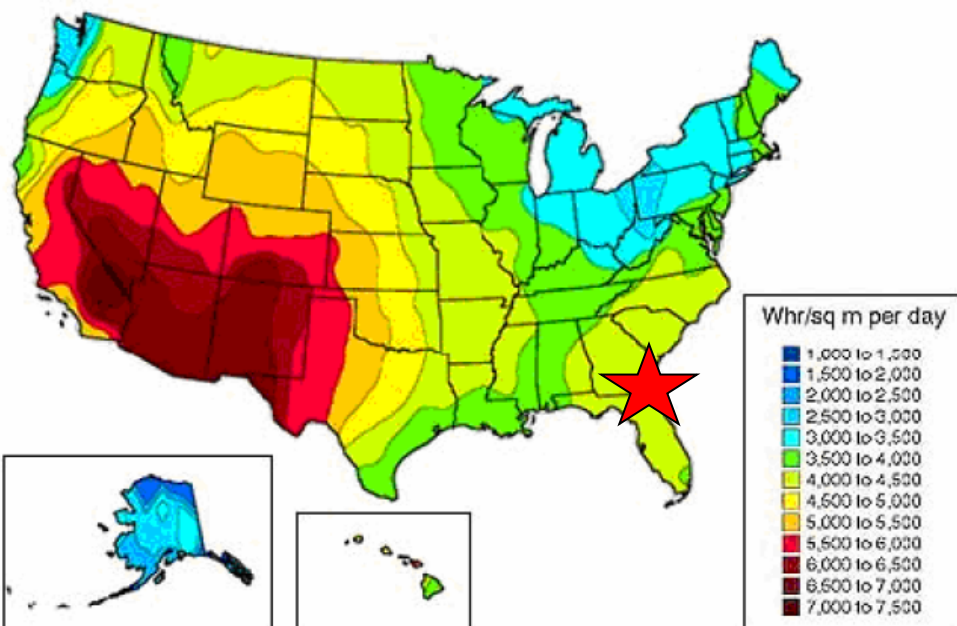 Whr/sq m per day
1,000 to 1,500
1,500 to 2,000
2,000 to 2,500
2,500 to 3,000
3,000 to 3,500
3,500 to 4,000
4,000 to 4,500
4,500 to 5,000
5,000 to 5,500
5,500 to 6,000
6,000 to 6,500
6,500 to 7,000
7,000 to 7,500